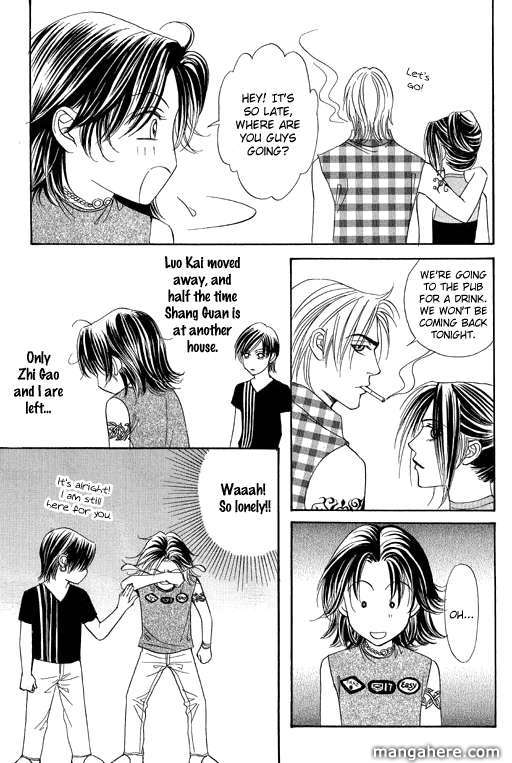 HEY! IT'S
SO LATE,
WHERE ARE
YOU GUYS
GOING?
Let's
GO!
WE'RE GOING
TO THE PUB
FOR A DRINK.
WE WON'T BE
COMING BACK
TONIGHT.
Luo Kai moved
away, and
half the time
Shang Guan is
at another
house.
Only
Zhi Gao
and I are
left...
OH...
Waaah!
So lonely!!
It's alright!
I am still
here for you.
Easy
mangahere.com